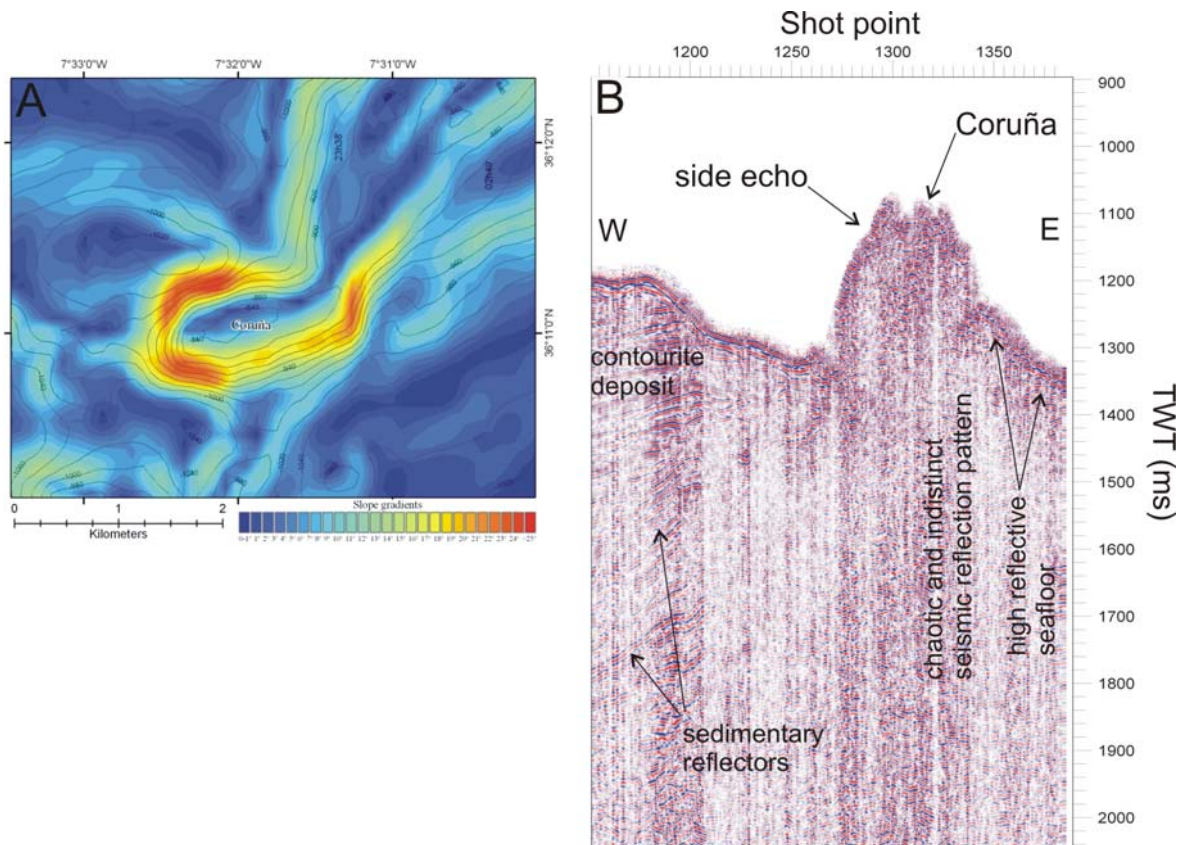 7°33'0"W 7°32'0"W 7°31'0"W
A
36°12'0"N
36°11'0"N
23h38
02h40
-1000
Coruña
0 1 2
Kilometers
Slope gradients
Shot point
1200 1250 1300 1350
B
Coruña
side echo
W
E
contourite
deposit
sedimentary
reflectors
chaotic and indistinct
seismic reflection pattern
high reflective
seafloor
900
1000
1100
1200
1300
1400
1500
1600
1700
1800
1900
2000
TWT (ms)